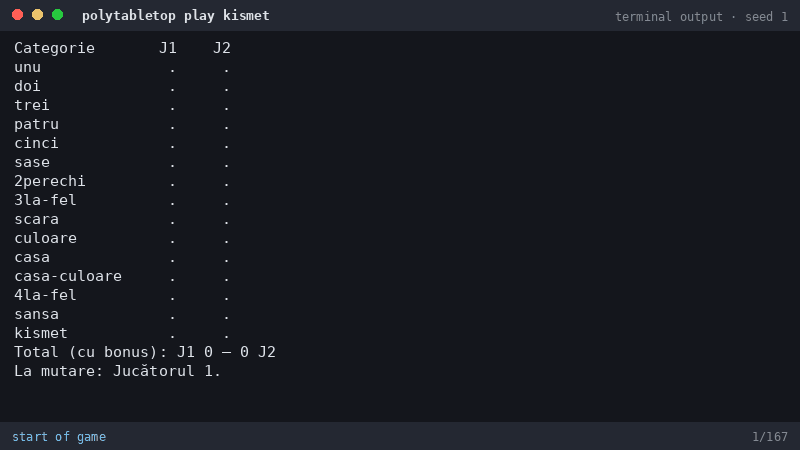 polytabletop play kismet
terminal output · seed 1
Categorie J1 J2
unu . .
doi . .
trei . .
patru . .
cinci . .
sase . .
2perechi . .
3la-fel . .
scara . .
culoare . .
casa . .
casa-culoare . .
4la-fel . .
sansa . .
kismet . .
Total (cu bonus): J1 0 — 0 J2
La mutare: Jucătorul 1.
start of game
1/167